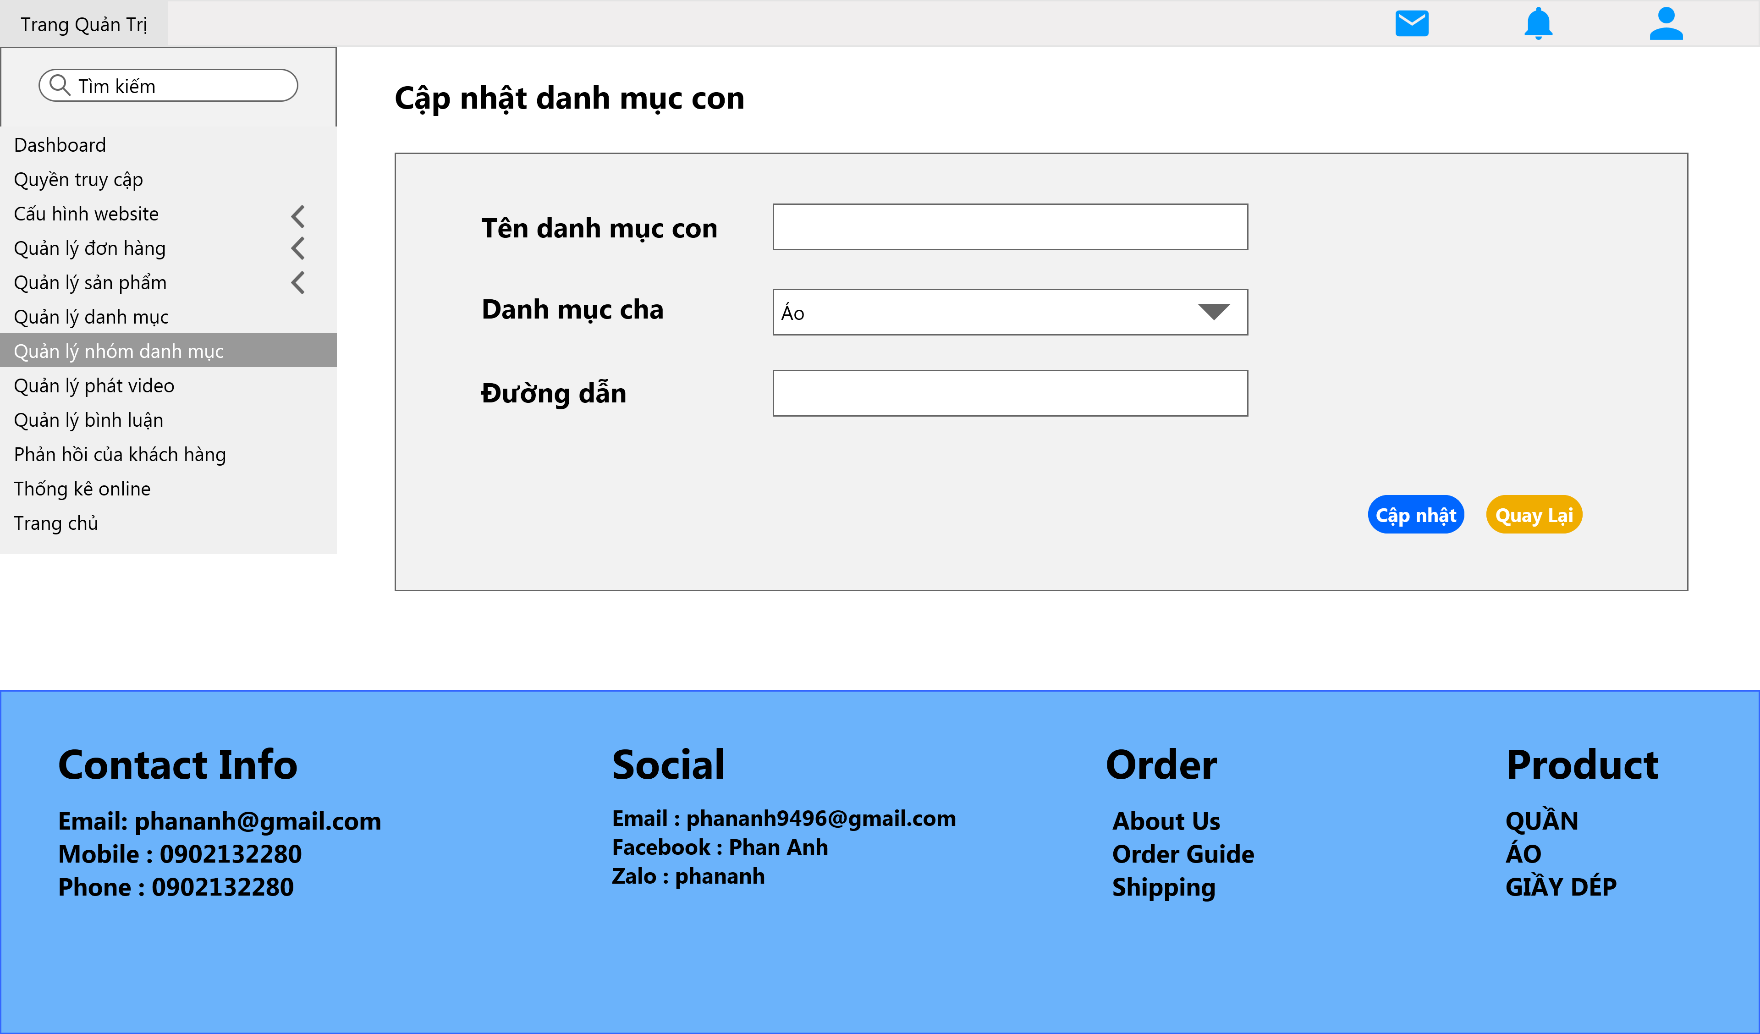 Trang Quản Trị
Tìm kiếm
Dashboard
Quyền truy cập
Cấu hình website
Quản lý đơn hàng
Quản lý sản phẩm
Quản lý danh mục
Quản lý nhóm danh mục
Quản lý phát video
Quản lý bình luận
Phản hồi của khách hàng
Thống kê online
Trang chủ
Cập nhật danh mục con
Tên danh mục con
Danh mục cha
Áo
Đường dẫn
Cập nhật
Quay Lại
Contact Info
Email: phananh@gmail.com
Mobile : 0902132280
Phone : 0902132280
Social
Email : phananh9496@gmail.com
Facebook : Phan Anh
Zalo : phananh
Order
About Us
Order Guide
Shipping
Product
QUẦN
ÁO
GIẦY DÉP